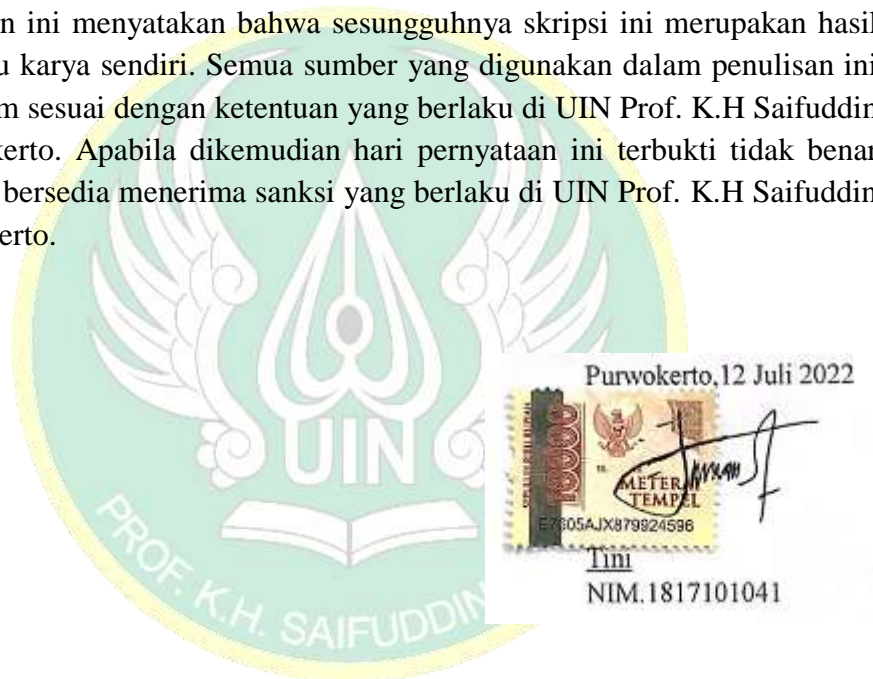 n ini menyatakan bahwa sesungguhnya skripsi ini merupakan hasil
u karya sendiri. Semua sumber yang digunakan dalam penulisan ini
m sesuai dengan ketentuan yang berlaku di UIN Prof. K.H Saifuddin
kerto. Apabila dikemudian hari pernyataan ini terbukti tidak benar
bersedia menerima sanksi yang berlaku di UIN Prof. K.H Saifuddin
erto.
UIN
PROF. K.H. SAIFUDDIN
Purwokerto,12 Juli 2022
10000
METERAI
TEMPEL
05AJX879924596
Tini
NIM.1817101041